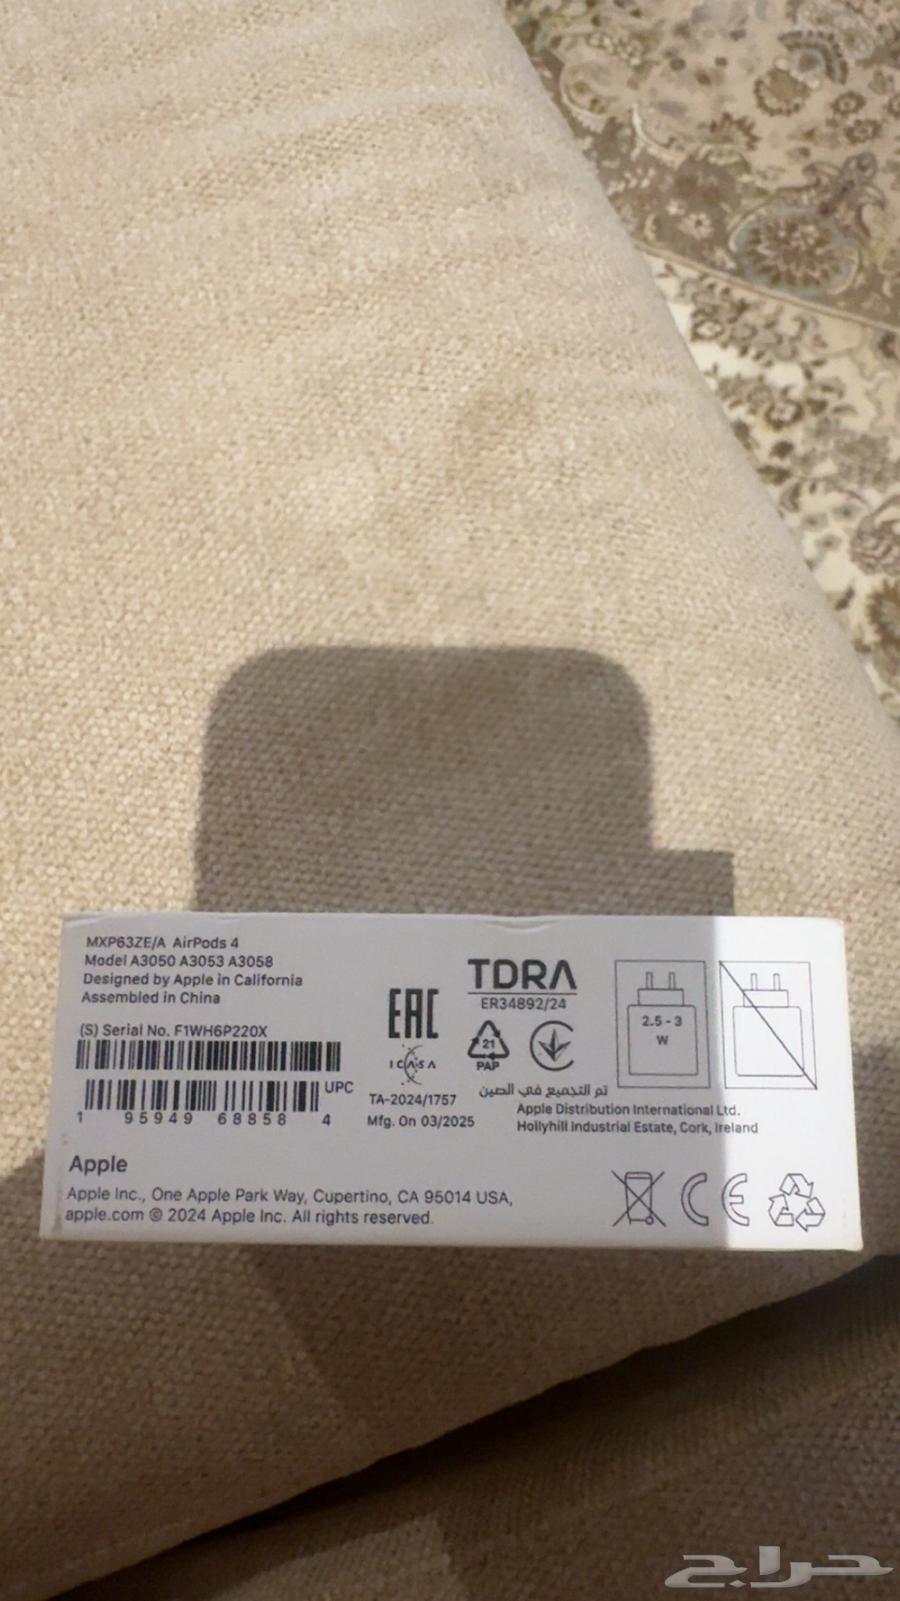 MXP63ZE/A AirPods 4
Model A3050 A3053 A3058
Designed by Apple in California
Assembled in China
(S) Serial No. F1WH6P220X
UPC
1 95949 68858 4
EAC
ICASA
TA-2024/1757
Mfg. On 03/2025
TDRA
ER34892/24
21
PAP
2.5 - 3
W
تم التجميع في الصين
Apple Distribution International Ltd.
Hollyhill Industrial Estate, Cork, Ireland
Apple
Apple Inc., One Apple Park Way, Cupertino, CA 95014 USA,
apple.com © 2024 Apple Inc. All rights reserved.
CE
حراج